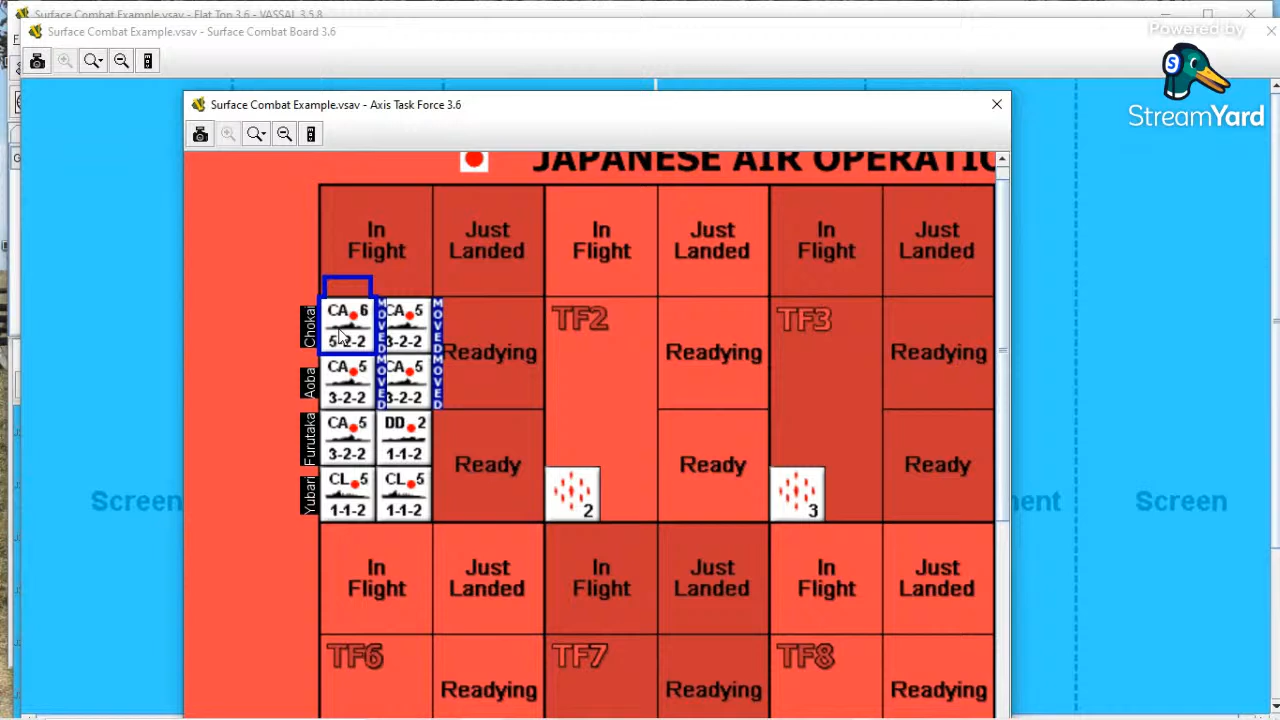 Surface Combat Example.vsav - Flat Top 3.6 - VASSAL 3.5.8
Surface Combat Example.vsav - Surface Combat Board 3.6
Powered by
StreamYard
Surface Combat Example.vsav - Axis Task Force 3.6
JAPANESE AIR OPERATIO
In Flight
Just Landed
In Flight
Just Landed
In Flight
Just Landed
Choka
CA 6
5-2-2
MOVED
CA 5
3-2-2
MOVED
Readying
TF2
Readying
TF3
Readying
Aoba
CA 5
3-2-2
MOVED
CA 5
3-2-2
MOVED
Furutaka
CA 5
3-2-2
DD 2
1-1-2
Ready
Ready
Ready
Yubari
CL 5
1-1-2
CL 5
1-1-2
2
3
Screen
ment
Screen
In Flight
Just Landed
In Flight
Just Landed
In Flight
Just Landed
TF6
Readying
TF7
Readying
TF8
Readying